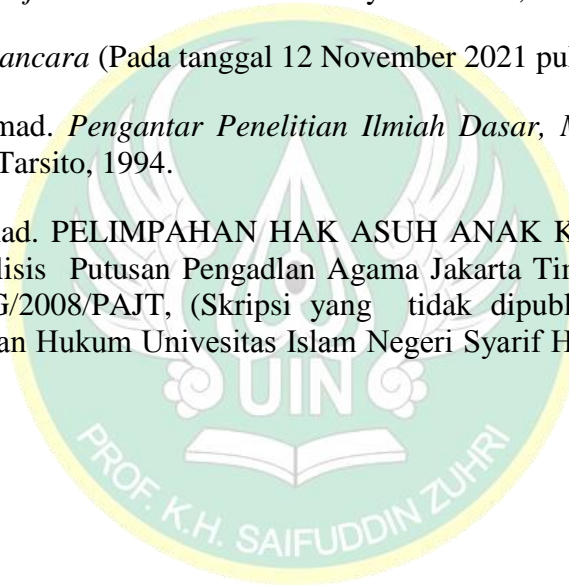 ancara (Pada tanggal 12 November 2021 pu
mad. Pengantar Penelitian Ilmiah Dasar, M
Tarsito, 1994.
ad. PELIMPAHAN HAK ASUH ANAK K
lisis Putusan Pengadlan Agama Jakarta Tin
G/2008/PAJT, (Skripsi yang tidak dipubl
an Hukum Univesitas Islam Negeri Syarif H
UIN
PROF. K.H. SAIFUDDIN ZUHRI